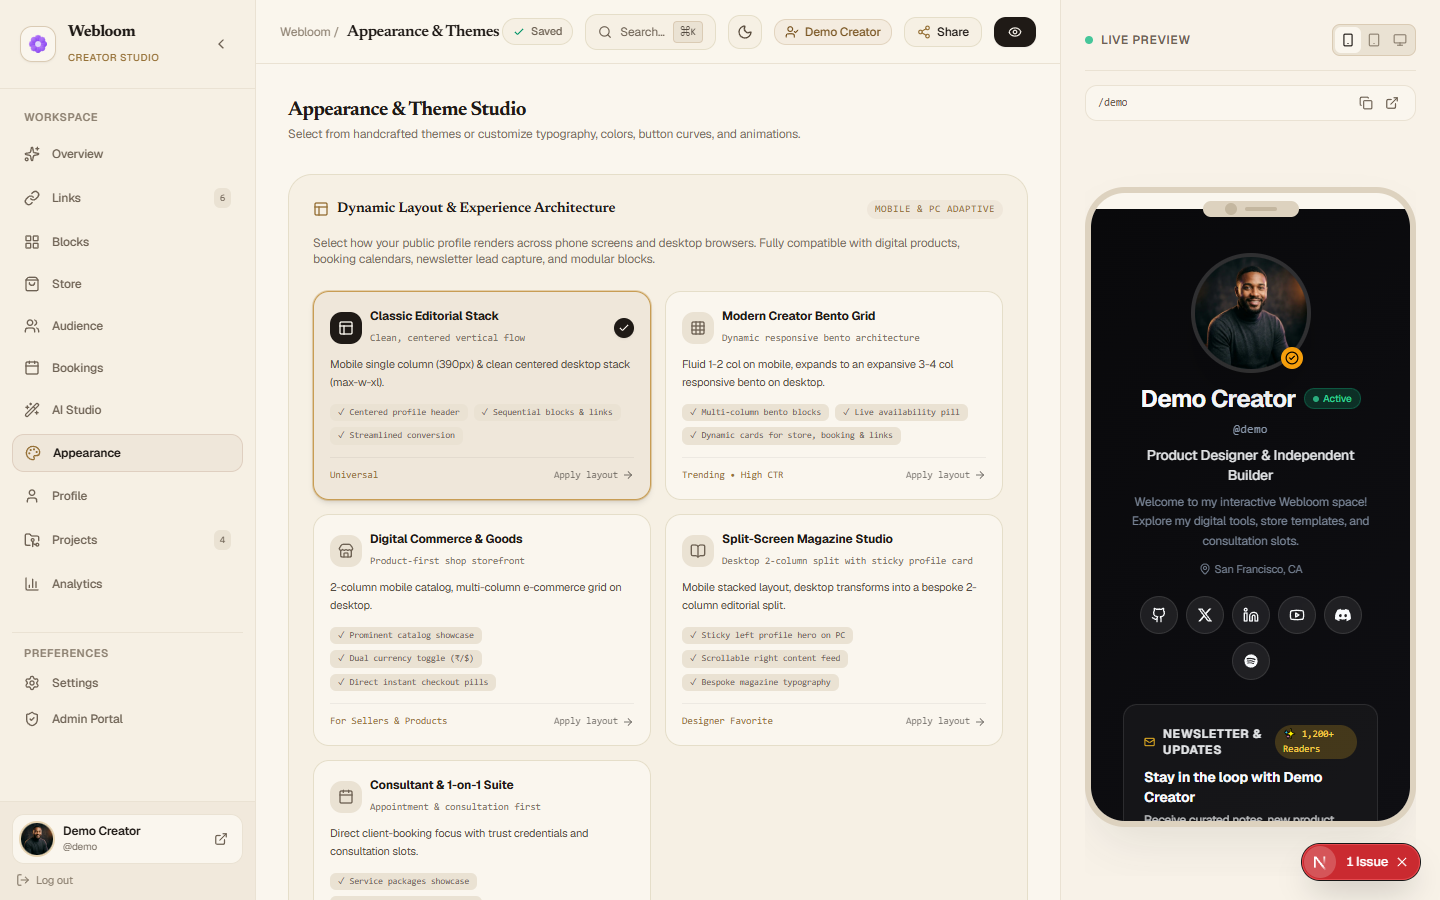 Webloom
CREATOR STUDIO
WORKSPACE
Overview
Links 6
Blocks
Store
Audience
Bookings
AI Studio
Appearance
Profile
Projects 4
Analytics
PREFERENCES
Settings
Admin Portal
Demo Creator
@demo
Log out
Webloom / Appearance & Themes
Saved
Search... ⌘K
Demo Creator
Share
Appearance & Theme Studio
Select from handcrafted themes or customize typography, colors, button curves, and animations.
Dynamic Layout & Experience Architecture
MOBILE & PC ADAPTIVE
Select how your public profile renders across phone screens and desktop browsers. Fully compatible with digital products,
booking calendars, newsletter lead capture, and modular blocks.
Classic Editorial Stack
Clean, centered vertical flow
Mobile single column (390px) & clean centered desktop stack
(max-w-xl).
✓ Centered profile header ✓ Sequential blocks & links
✓ Streamlined conversion
Universal Apply layout →
Modern Creator Bento Grid
Dynamic responsive bento architecture
Fluid 1-2 col on mobile, expands to an expansive 3-4 col
responsive bento on desktop.
✓ Multi-column bento blocks ✓ Live availability pill
✓ Dynamic cards for store, booking & links
Trending • High CTR Apply layout →
Digital Commerce & Goods
Product-first shop storefront
2-column mobile catalog, multi-column e-commerce grid on
desktop.
✓ Prominent catalog showcase
✓ Dual currency toggle (₹/$)
✓ Direct instant checkout pills
For Sellers & Products Apply layout →
Split-Screen Magazine Studio
Desktop 2-column split with sticky profile card
Mobile stacked layout, desktop transforms into a bespoke 2-
column editorial split.
✓ Sticky left profile hero on PC
✓ Scrollable right content feed
✓ Bespoke magazine typography
Designer Favorite Apply layout →
Consultant & 1-on-1 Suite
Appointment & consultation first
Direct client-booking focus with trust credentials and
consultation slots.
✓ Service packages showcase
LIVE PREVIEW
/demo
Demo Creator Active
@demo
Product Designer & Independent
Builder
Welcome to my interactive Webloom space!
Explore my digital tools, store templates, and
consultation slots.
San Francisco, CA
NEWSLETTER &
UPDATES
✨ 1,200+
Readers
Stay in the loop with Demo
Creator
Receive curated notes, new product
N 1 Issue